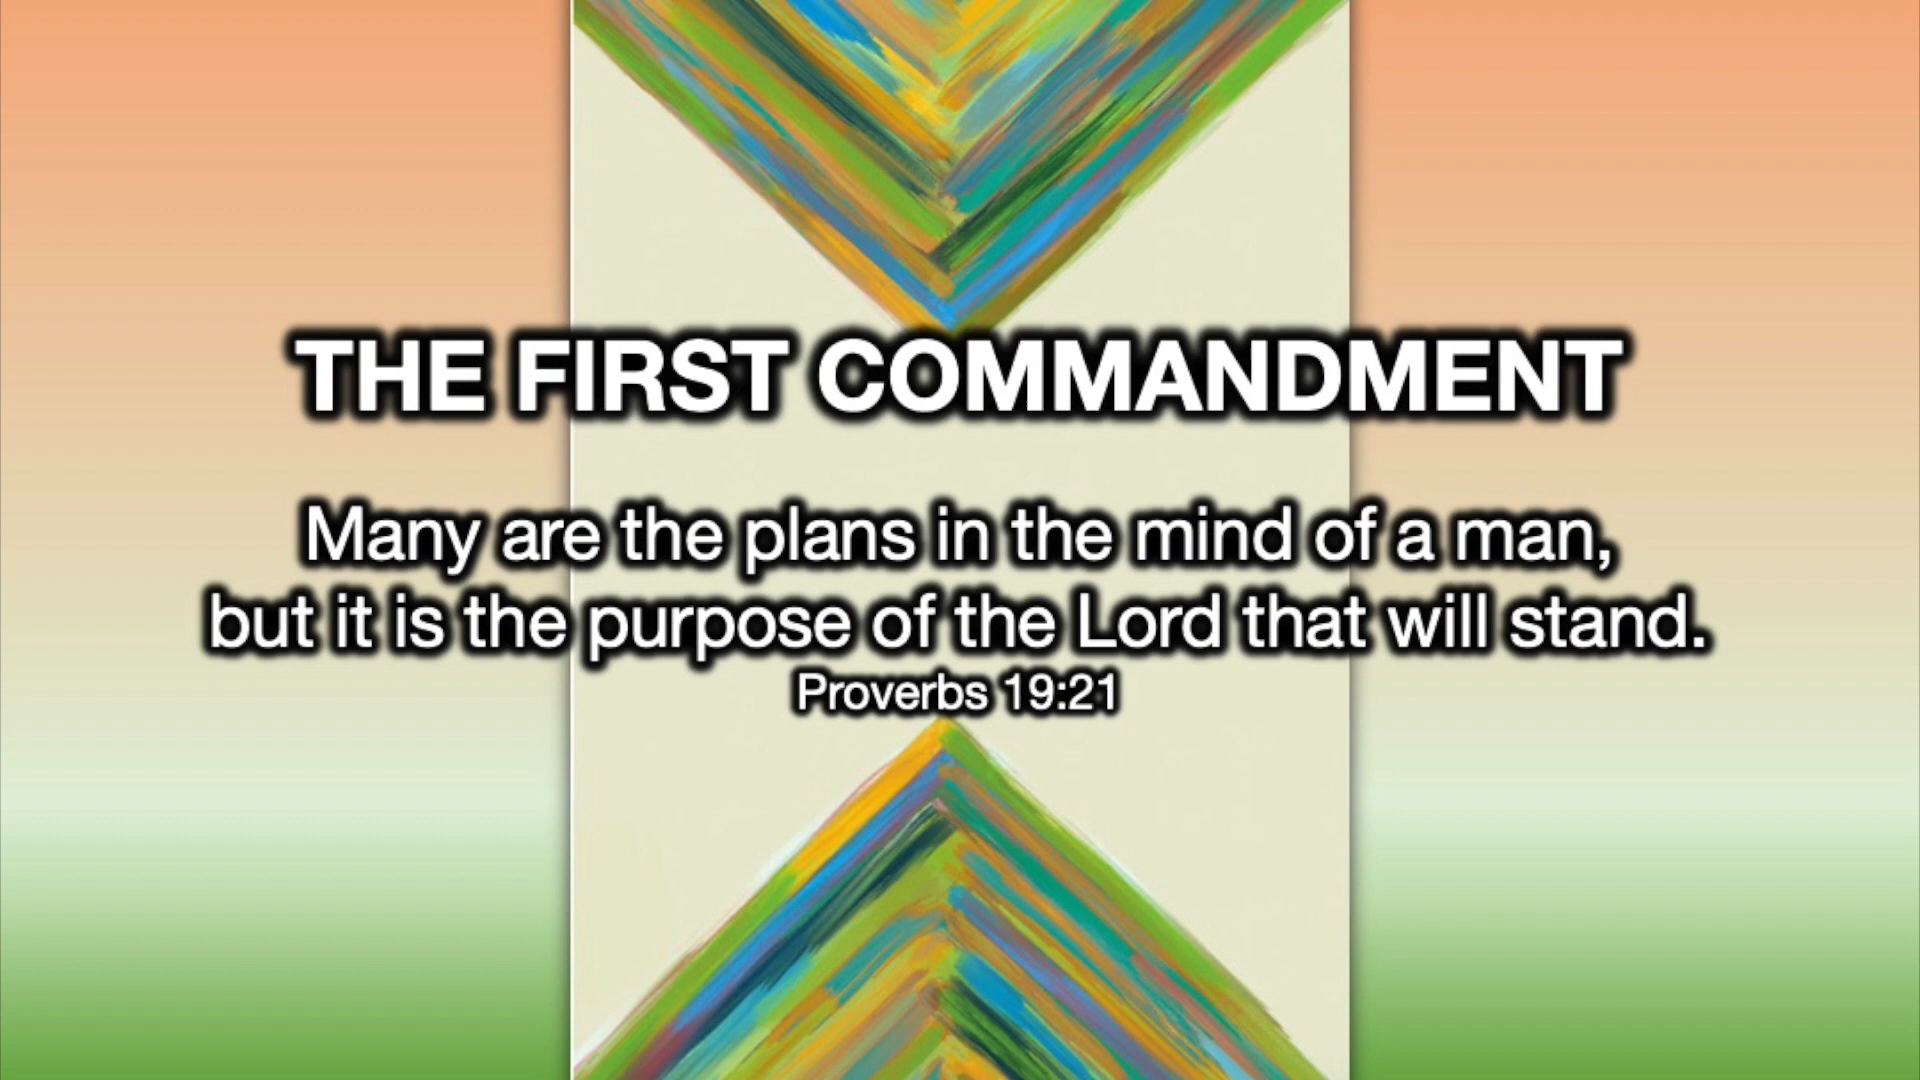 THE FIRST COMMANDMENT
Many are the plans in the mind of a man,
but it is the purpose of the Lord that will stand.
Proverbs 19:21